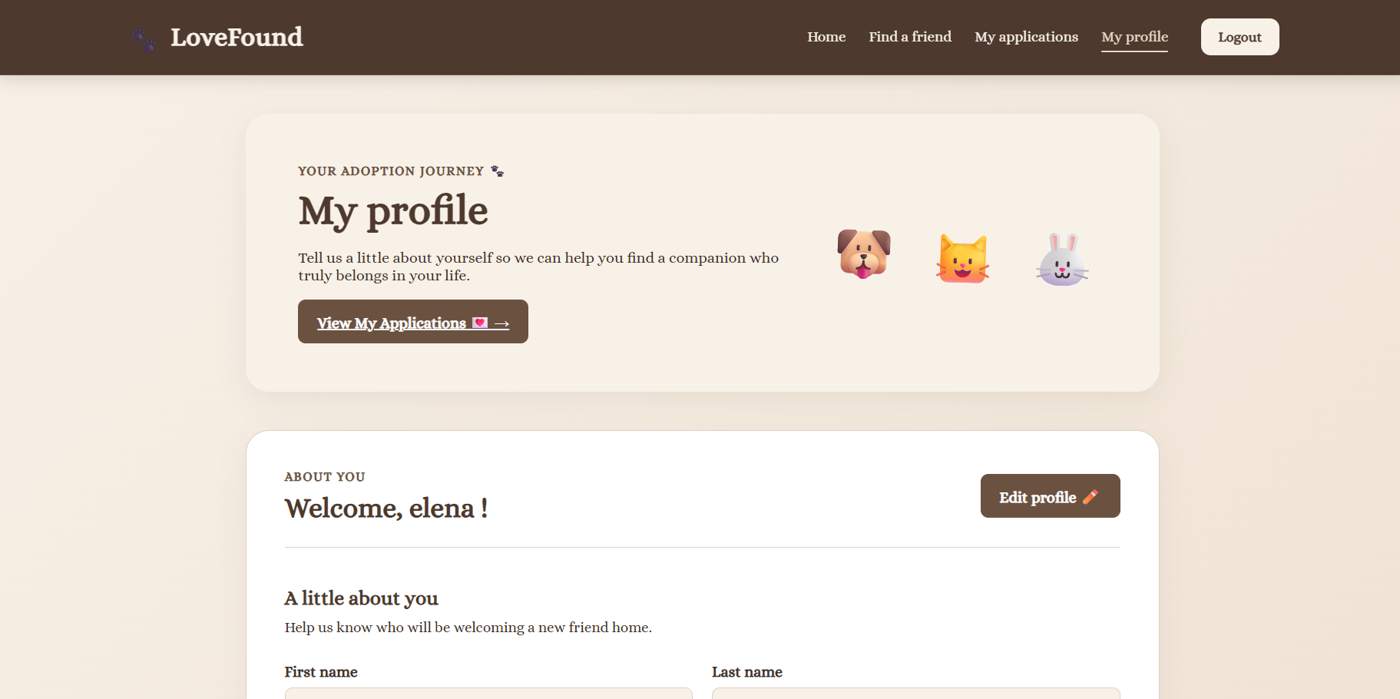 LoveFound
Home
Find a friend
My applications
My profile
Logout
YOUR ADOPTION JOURNEY 🐾
My profile
Tell us a little about yourself so we can help you find a companion who
truly belongs in your life.
View My Applications 💌 →
ABOUT YOU
Welcome, elena !
Edit profile ✏️
A little about you
Help us know who will be welcoming a new friend home.
First name
Last name